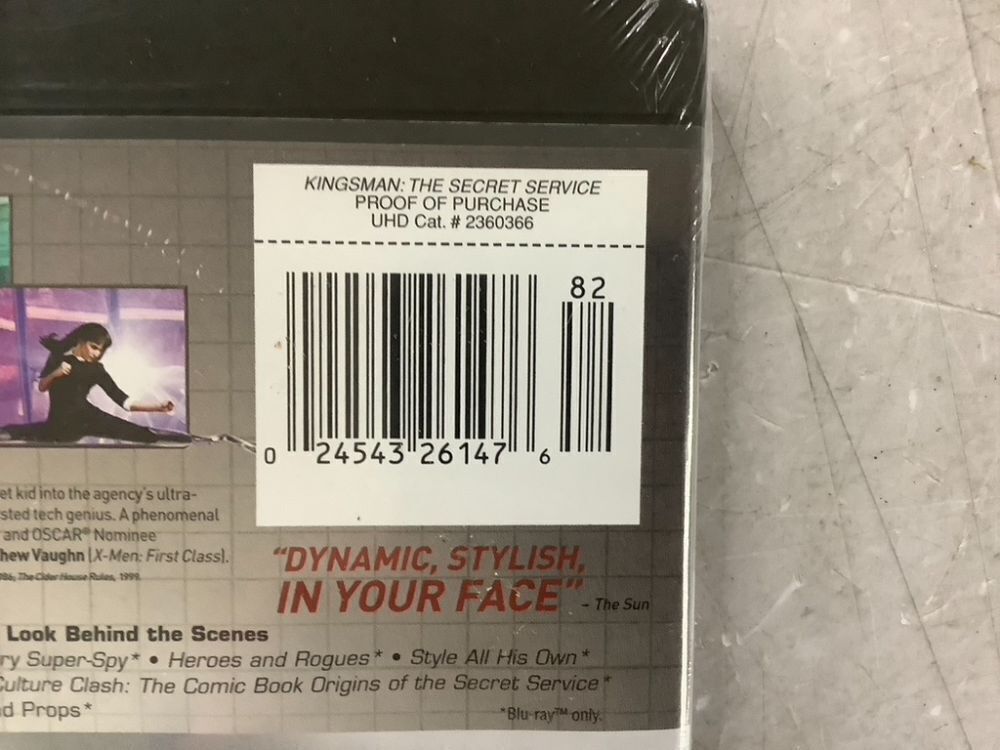 KINGSMAN: THE SECRET SERVICE
PROOF OF PURCHASE
UHD Cat. # 2360366
82
0 24543 26147 6
et kid into the agency's ultra-
sted tech genius. A phenomenal
and OSCAR® Nominee
hew Vaughn (X-Men: First Class).
86; The Cider House Rules, 1999.
"DYNAMIC, STYLISH,
IN YOUR FACE" – The Sun
Look Behind the Scenes
ry Super-Spy* • Heroes and Rogues* • Style All His Own*
Culture Clash: The Comic Book Origins of the Secret Service*
d Props*
*Blu-ray™ only.